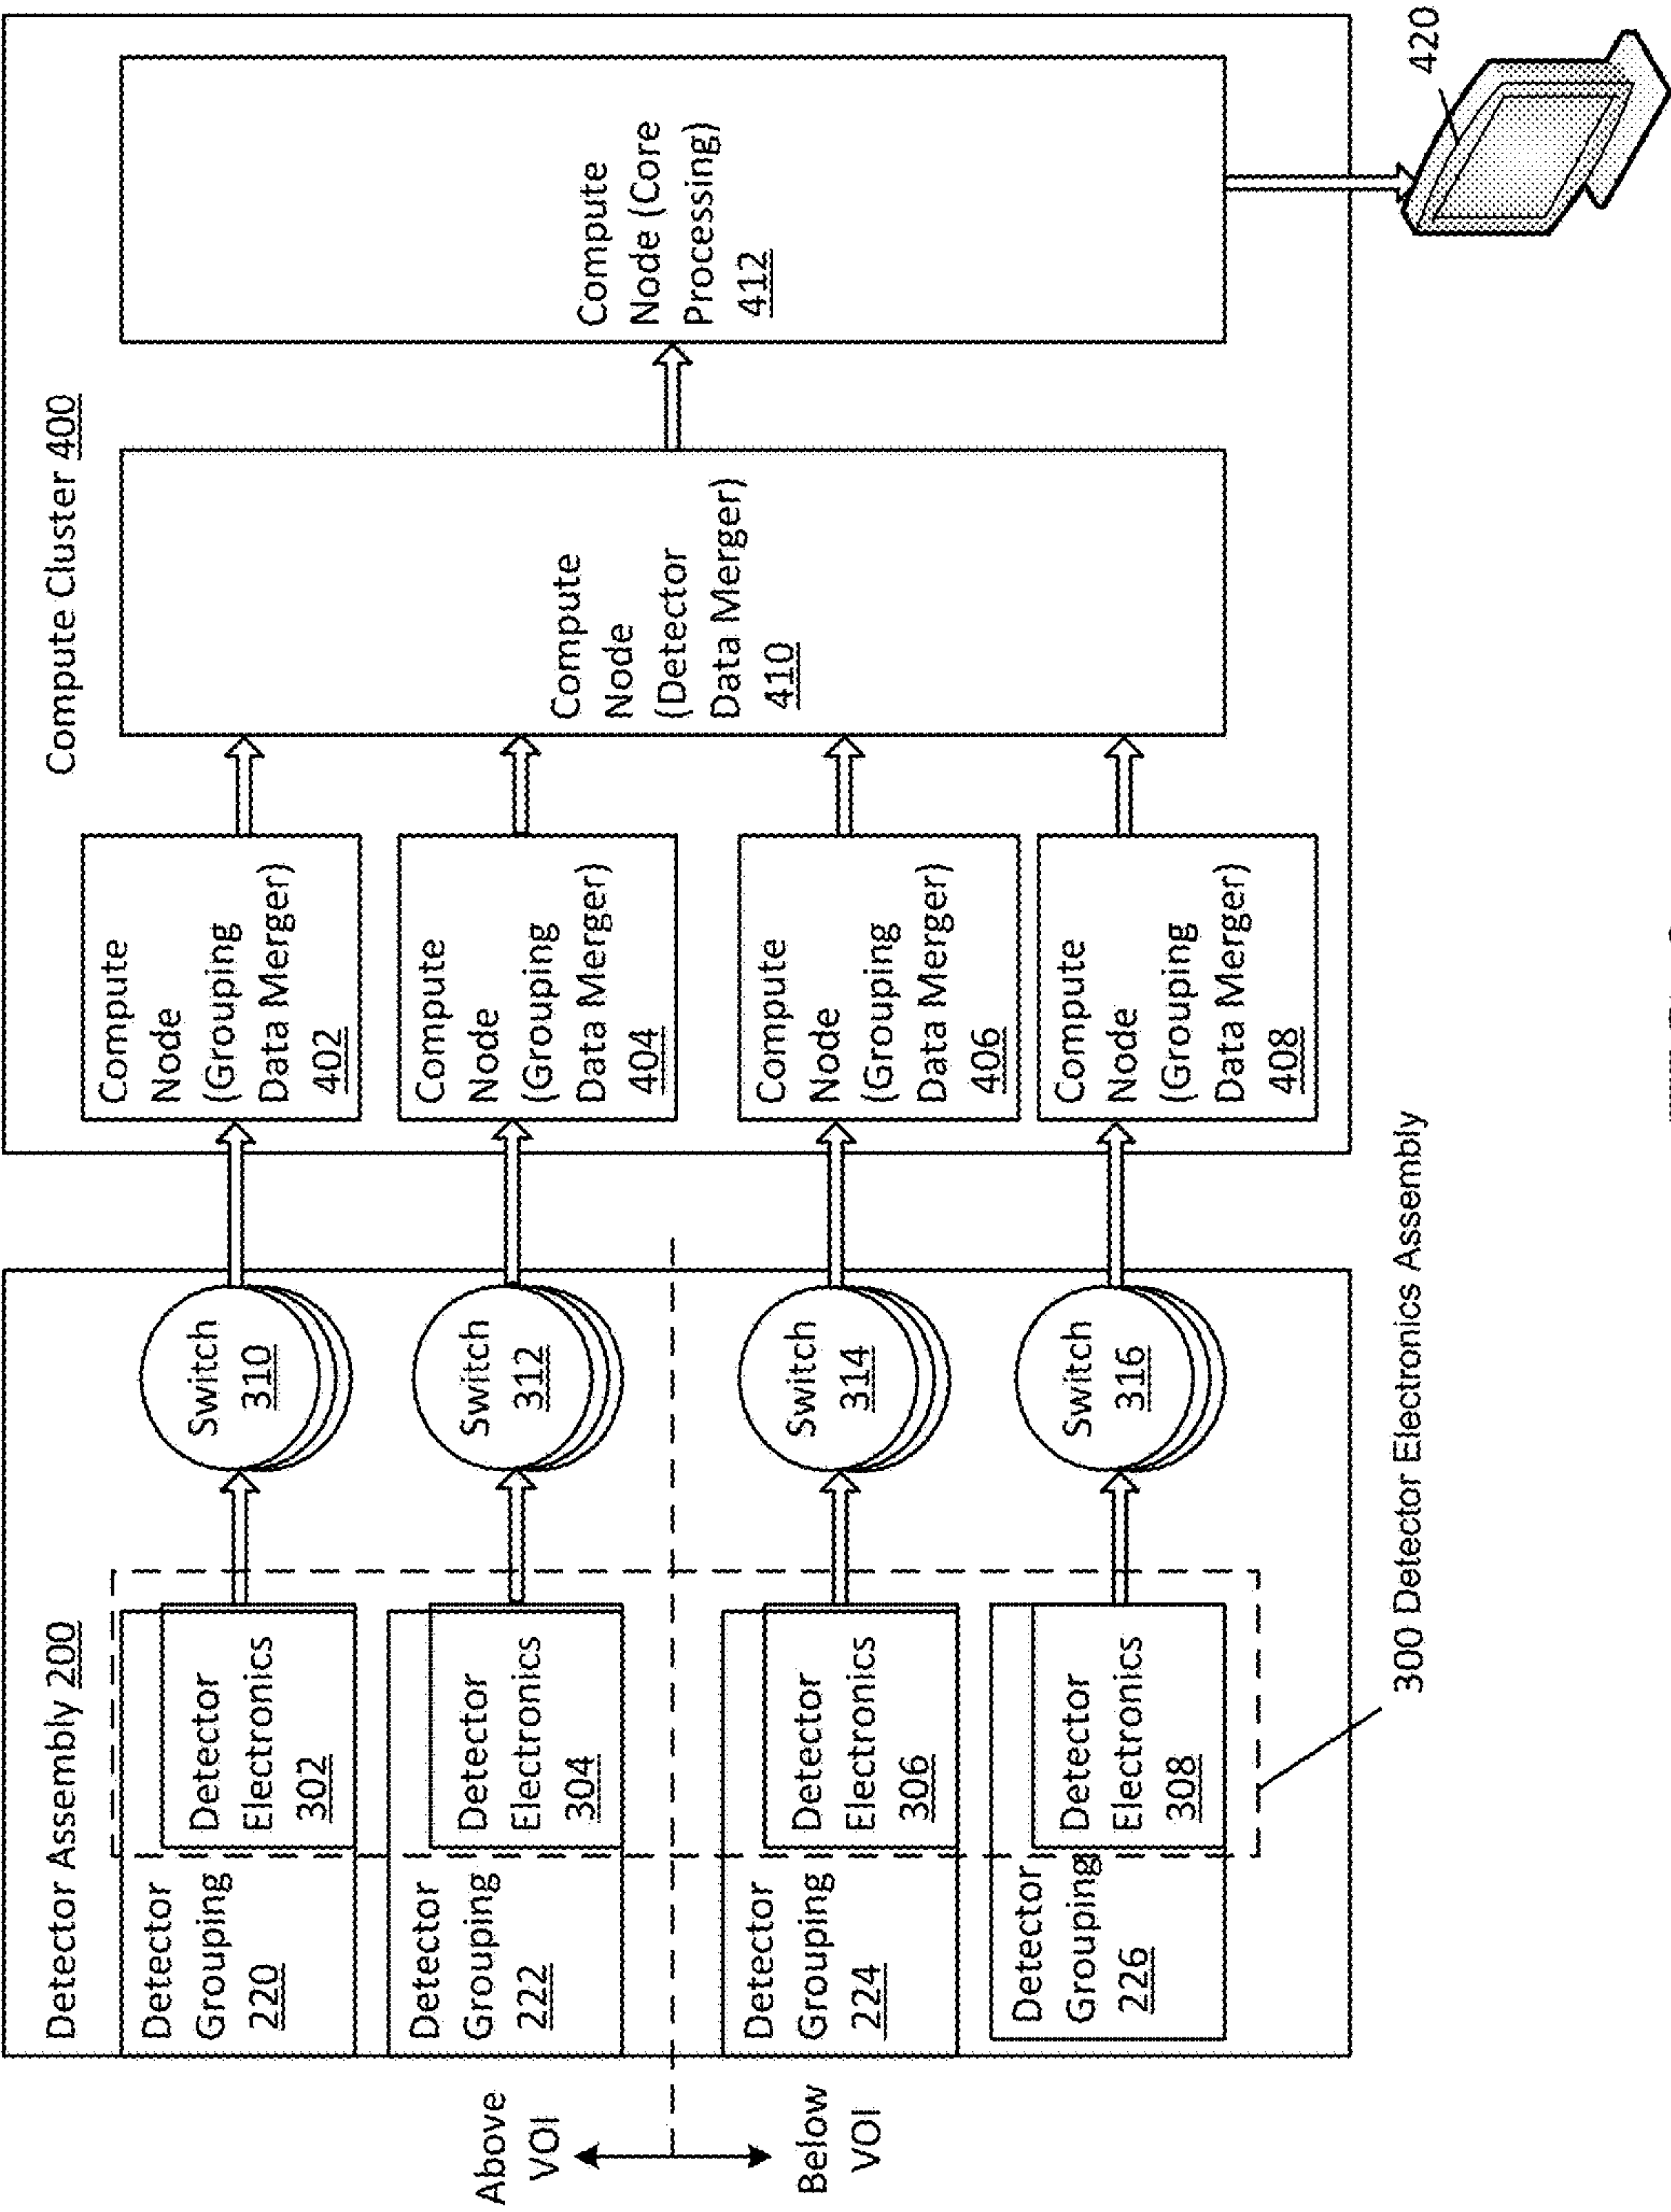 Detector Assembly 200
Compute Cluster 400
Detector
Grouping
220
Detector
Electronics
302
Switch
310
Compute
Node
(Grouping
Data Merger)
402
Detector
Grouping
222
Detector
Electronics
304
Switch
312
Compute
Node
(Grouping
Data Merger)
404
Above
VOI
Below
VOI
Detector
Grouping
224
Detector
Electronics
306
Switch
314
Compute
Node
(Grouping
Data Merger)
406
Detector
Grouping
226
Detector
Electronics
308
Switch
316
Compute
Node
(Grouping
Data Merger)
408
Compute
Node
(Detector
Data Merger)
410
Compute
Node (Core
Processing)
412
420
300 Detector Electronics Assembly